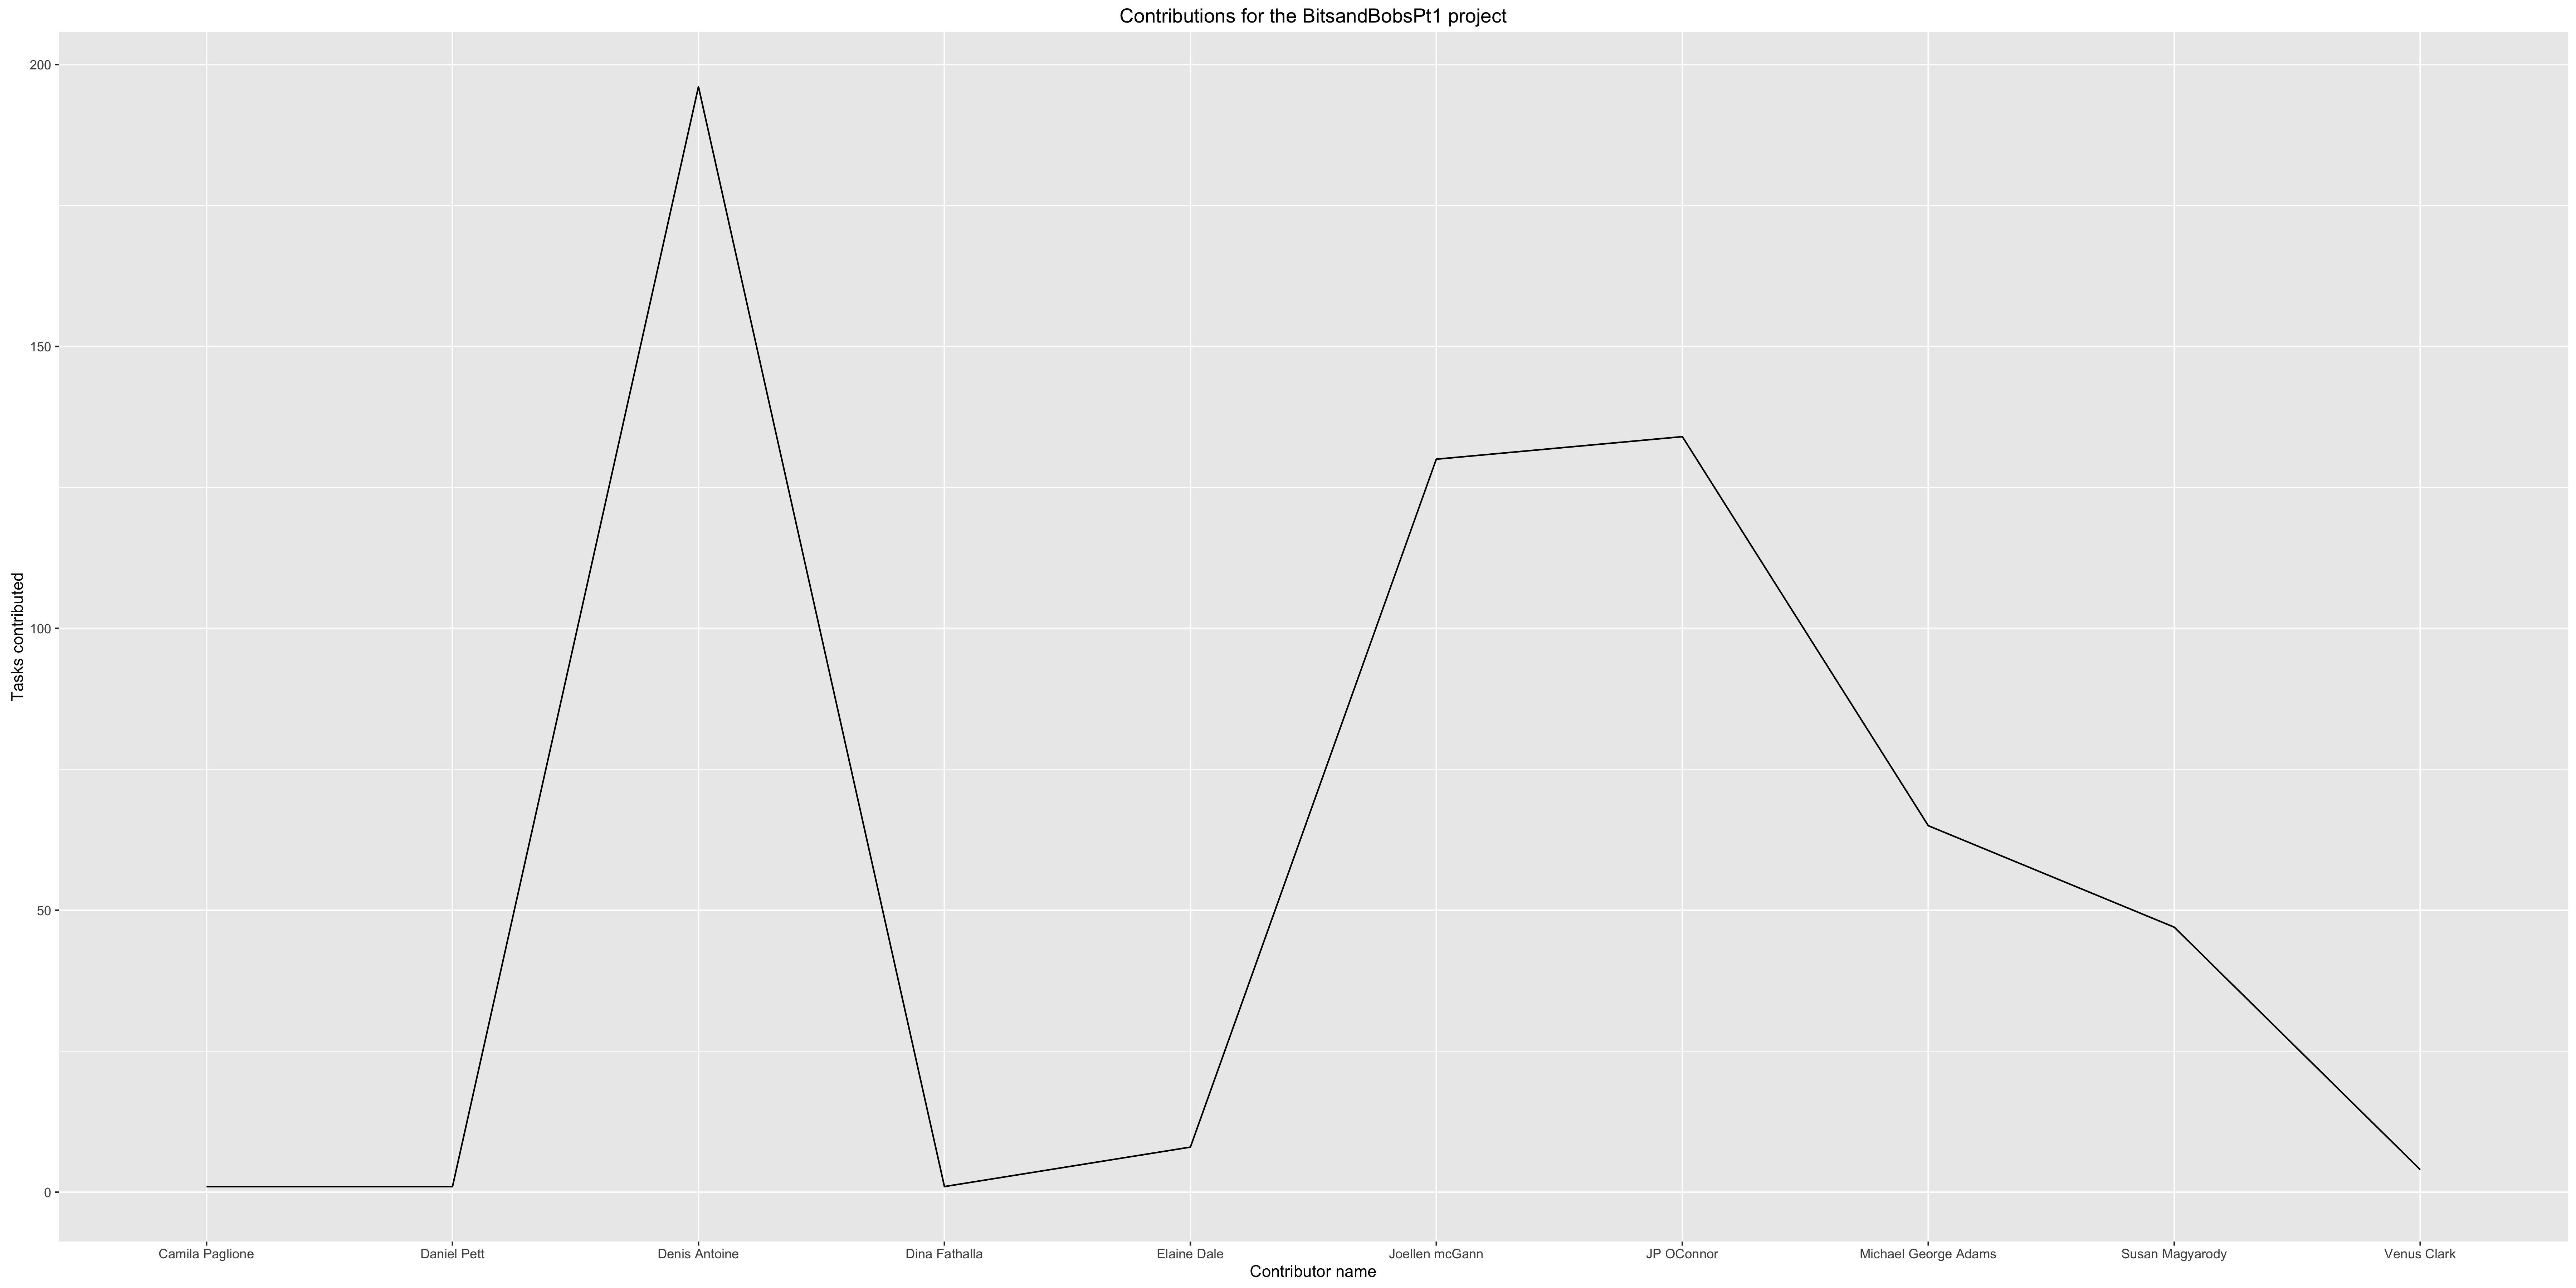 Contributions for the BitsandBobsPt1 project
200
150
100
50
0
Tasks contributed
Camila Paglione
Daniel Pett
Denis Antoine
Dina Fathalla
Elaine Dale
Joellen mcGann
JP OConnor
Michael George Adams
Susan Magyarody
Venus Clark
Contributor name